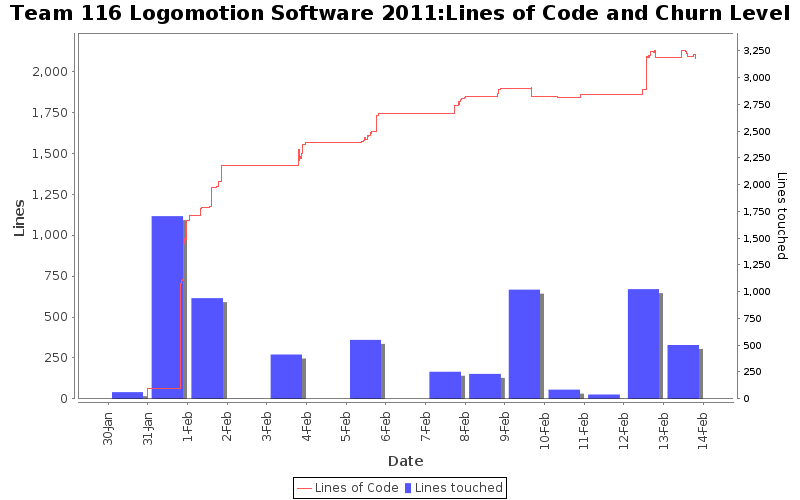 Team 116 Logomotion Software 2011:Lines of Code and Churn Level
Lines
2,000
1,750
1,500
1,250
1,000
750
500
250
0
3,250
3,000
2,750
2,500
2,250
2,000
1,750
1,500
1,250
1,000
750
500
250
0
Lines touched
30-Jan
31-Jan
1-Feb
2-Feb
3-Feb
4-Feb
5-Feb
6-Feb
7-Feb
8-Feb
9-Feb
10-Feb
11-Feb
12-Feb
13-Feb
14-Feb
Date
Lines of Code Lines touched